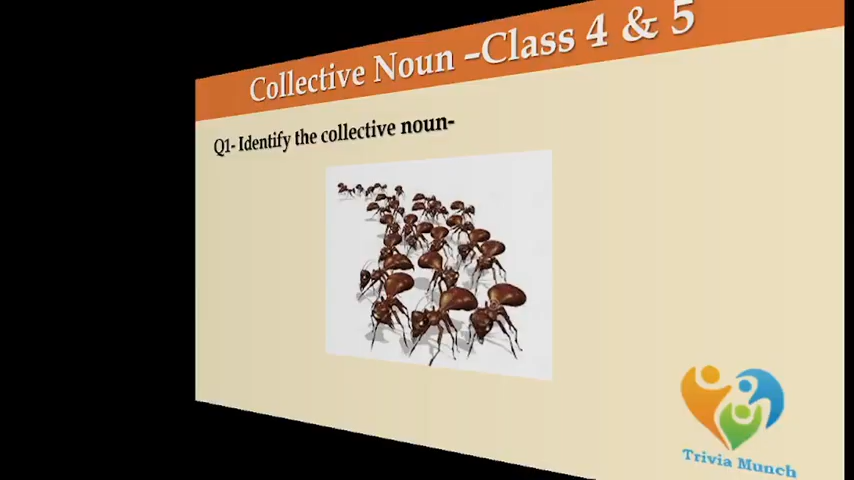 Collective Noun –Class 4 & 5
Q1- Identify the collective noun-
Trivia Munch